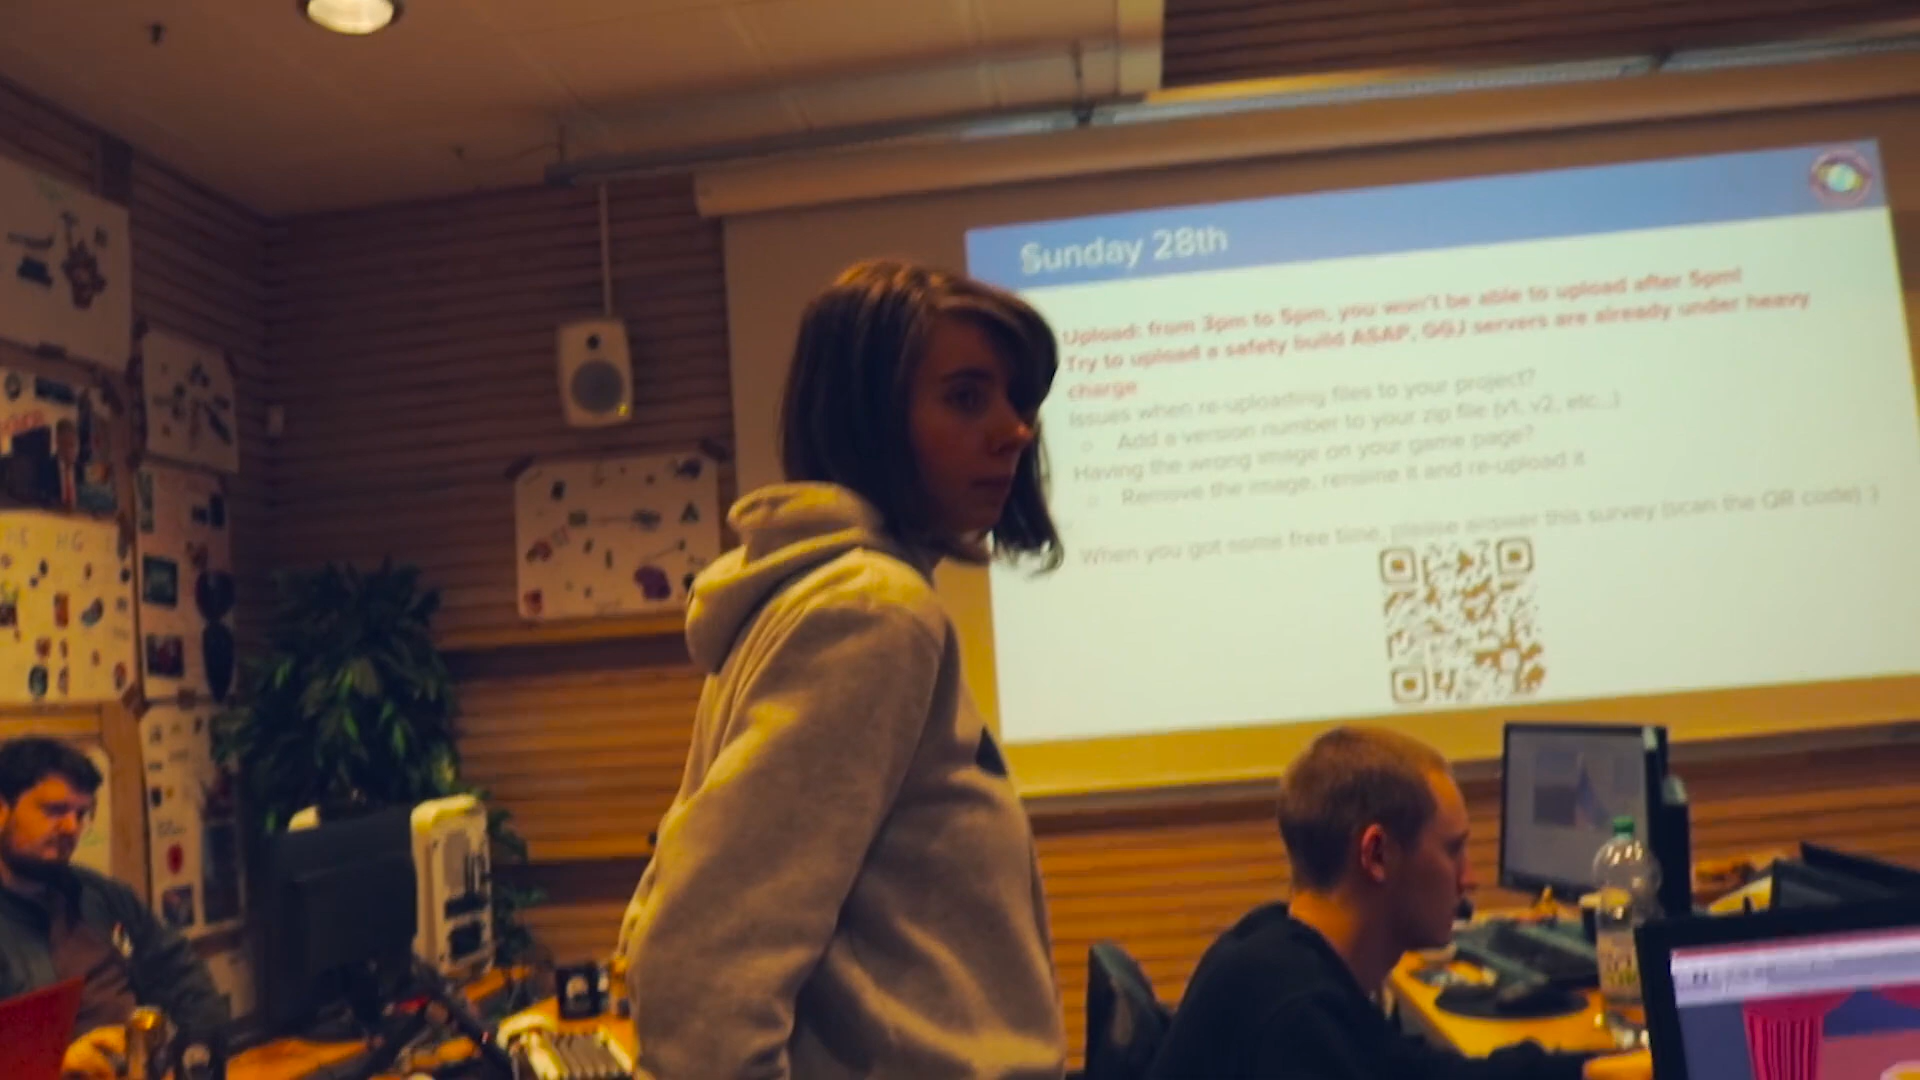 Sunday 28th
Upload: from 3pm to 5pm, you won't be able to upload after 5pm!
Try to upload a safety build ASAP, GGJ servers are already under heavy
charge
Issues when re-uploading files to your project?
○ Add a version number to your zip file (v1, v2, etc...)
Having the wrong image on your game page?
○ Remove the image, rename it and re-upload it
When you got some free time, please answer this survey (scan the QR code) :)